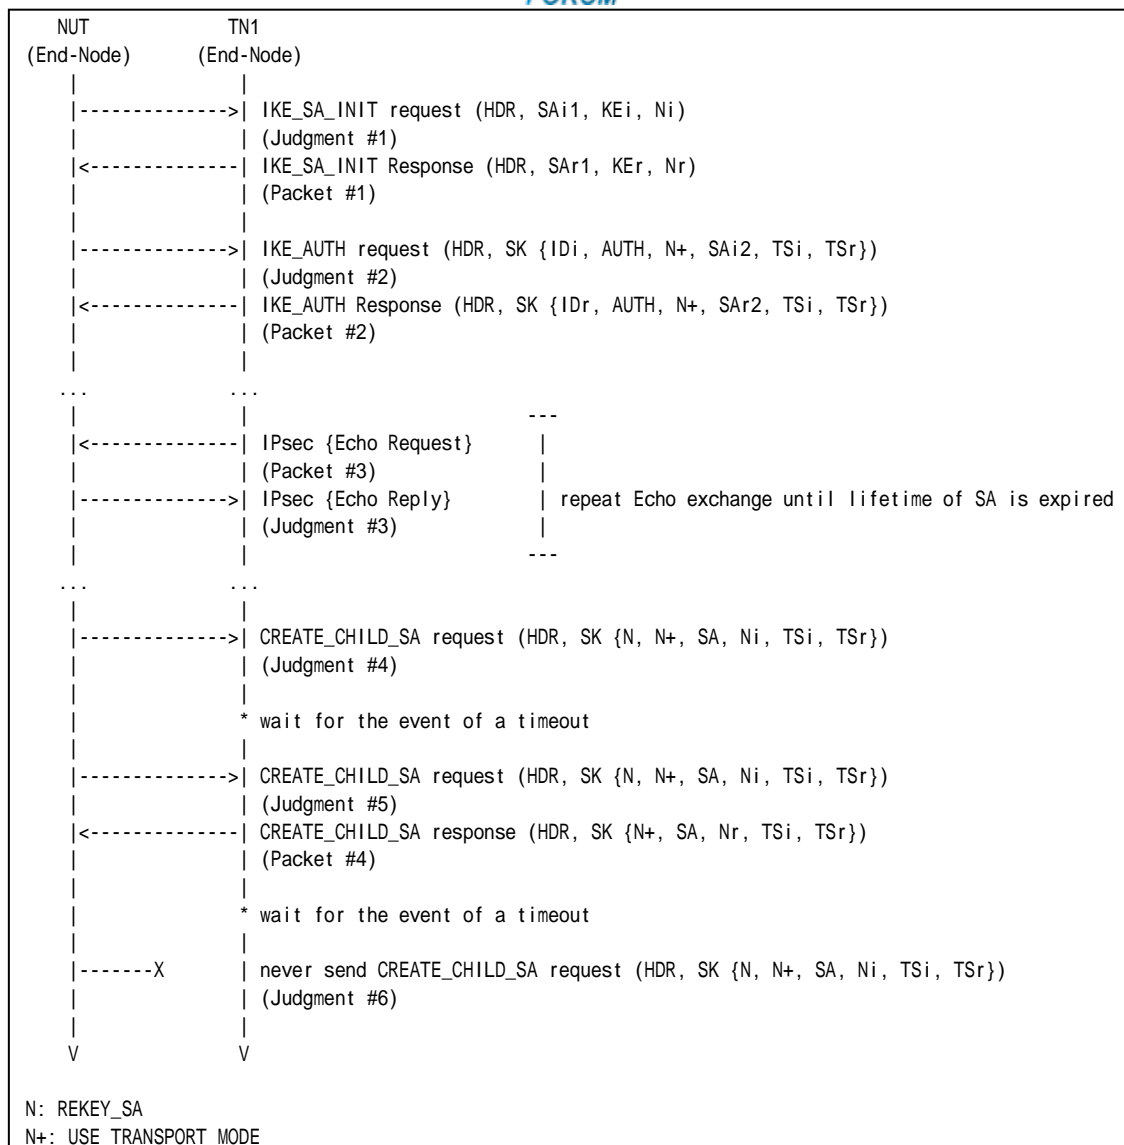 FORUM
NUT TN1
(End-Node) (End-Node)
| |
|-------------->| IKE_SA_INIT request (HDR, SAi1, KEi, Ni)
| | (Judgment #1)
|<--------------| IKE_SA_INIT Response (HDR, SAr1, KEr, Nr)
| | (Packet #1)
| |
|-------------->| IKE_AUTH request (HDR, SK {IDi, AUTH, N+, SAi2, TSi, TSr})
| | (Judgment #2)
|<--------------| IKE_AUTH Response (HDR, SK {IDr, AUTH, N+, SAr2, TSi, TSr})
| | (Packet #2)
| |
... ...
| | ---
|<--------------| IPsec {Echo Request} |
| | (Packet #3) |
|-------------->| IPsec {Echo Reply} | repeat Echo exchange until lifetime of SA is expired
| | (Judgment #3) |
| | ---
... ...
| |
|-------------->| CREATE_CHILD_SA request (HDR, SK {N, N+, SA, Ni, TSi, TSr})
| | (Judgment #4)
| |
| * wait for the event of a timeout
| |
|-------------->| CREATE_CHILD_SA request (HDR, SK {N, N+, SA, Ni, TSi, TSr})
| | (Judgment #5)
|<--------------| CREATE_CHILD_SA response (HDR, SK {N+, SA, Nr, TSi, TSr})
| | (Packet #4)
| |
| * wait for the event of a timeout
| |
|-------X | never send CREATE_CHILD_SA request (HDR, SK {N, N+, SA, Ni, TSi, TSr})
| | (Judgment #6)
| |
V V
N: REKEY_SA
N+: USE_TRANSPORT_MODE